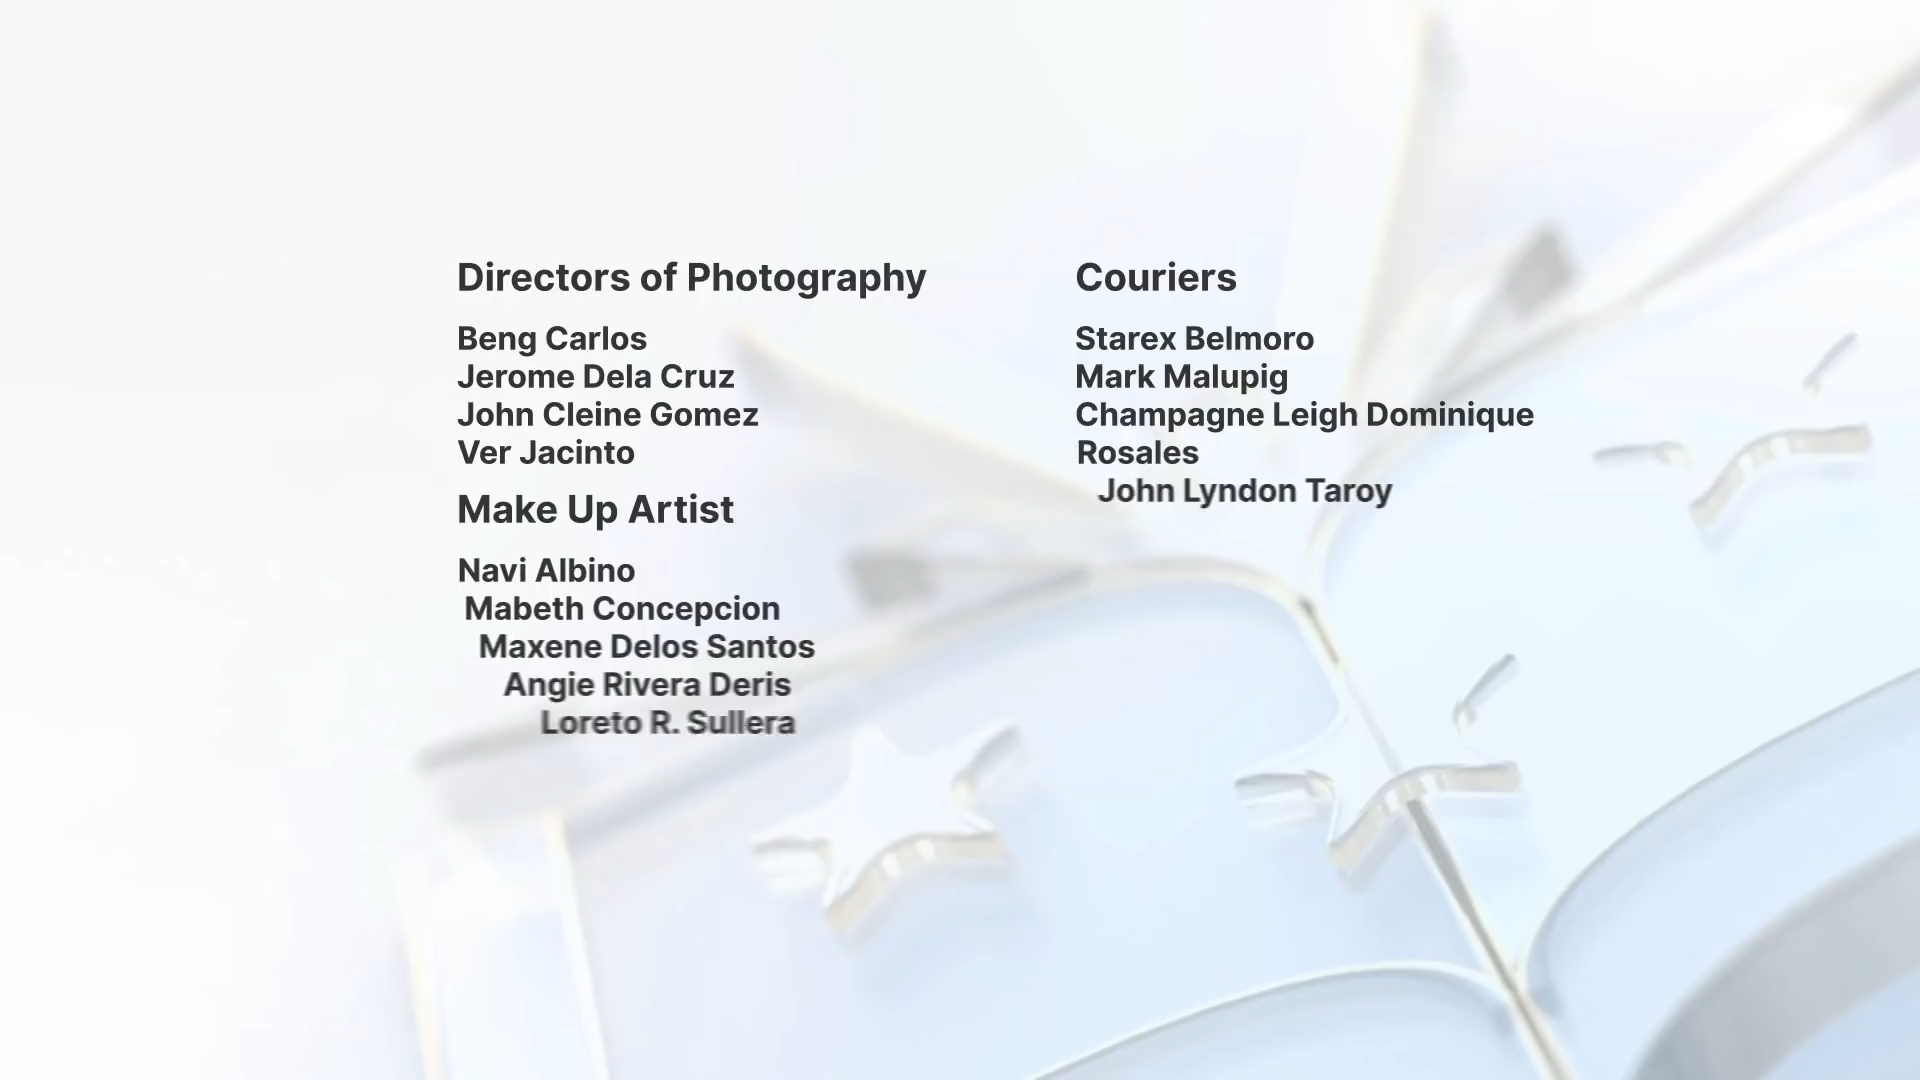 Directors of Photography
Beng Carlos
Jerome Dela Cruz
John Cleine Gomez
Ver Jacinto
Make Up Artist
Navi Albino
Mabeth Concepcion
Maxene Delos Santos
Angie Rivera Deris
Loreto R. Sullera
Couriers
Starex Belmoro
Mark Malupig
Champagne Leigh Dominique
Rosales
John Lyndon Taroy